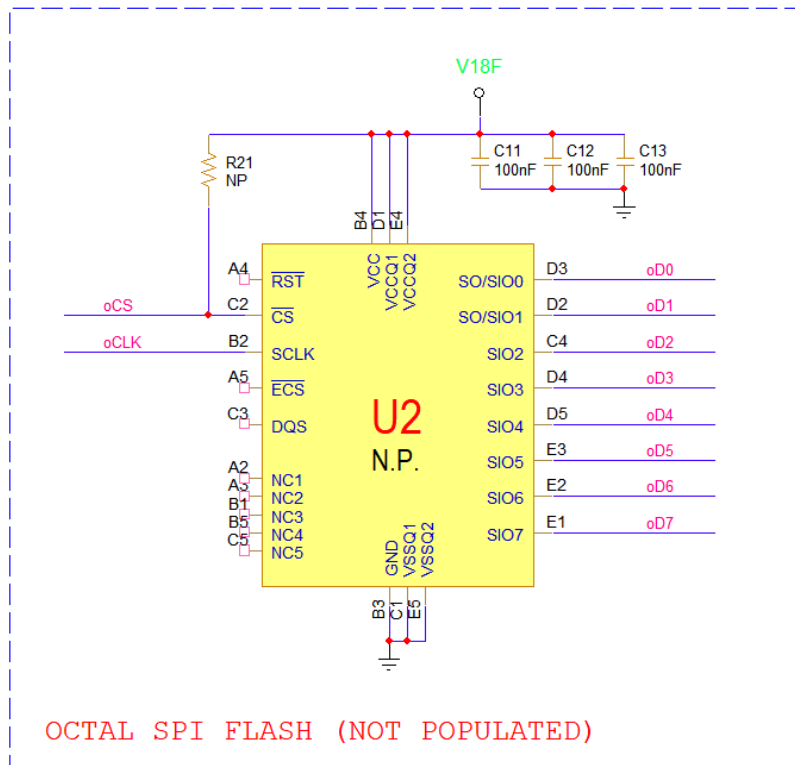 V18F
R21
NP
C11
100nF
C12
100nF
C13
100nF
B4
D1
E4
VCC
VCCQ1
VCCQ2
A4
RST
oCS
C2
CS
oCLK
B2
SCLK
A5
ECS
C3
DQS
A2
NC1
A3
NC2
B1
NC3
B5
NC4
C5
NC5
U2
N.P.
SO/SIO0
D3
oD0
SO/SIO1
D2
oD1
SIO2
C4
oD2
SIO3
D4
oD3
SIO4
D5
oD4
SIO5
E3
oD5
SIO6
E2
oD6
SIO7
E1
oD7
GND
VSSQ1
VSSQ2
B3
C1
E5
OCTAL SPI FLASH (NOT POPULATED)